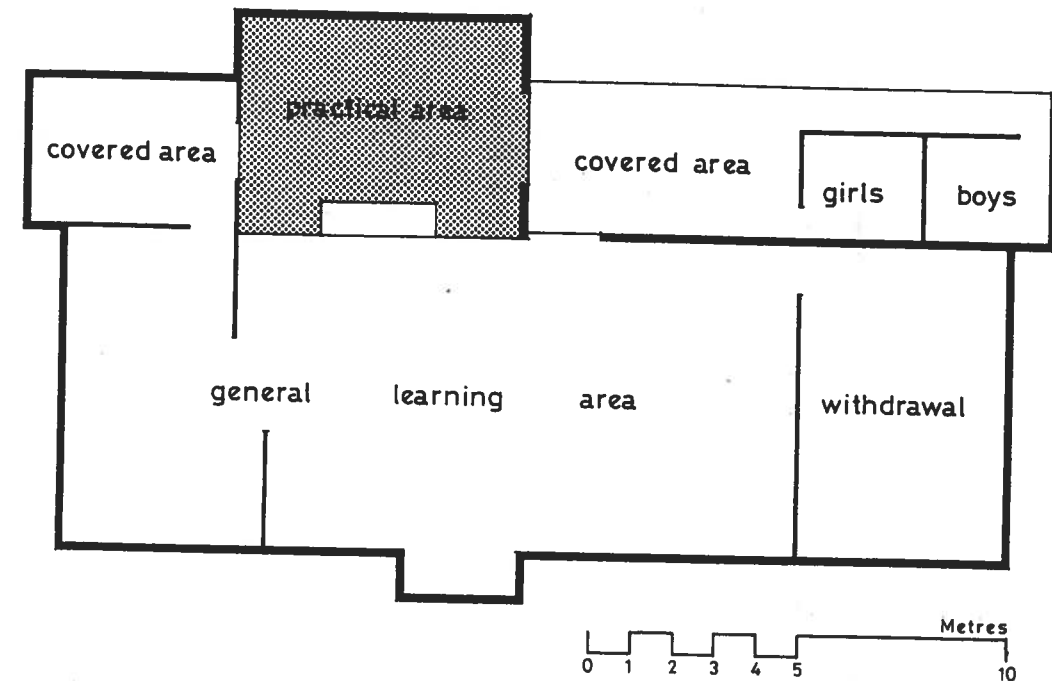 practical area
covered area
covered area
girls
boys
general learning area
withdrawal
Metres
0 1 2 3 4 5 10